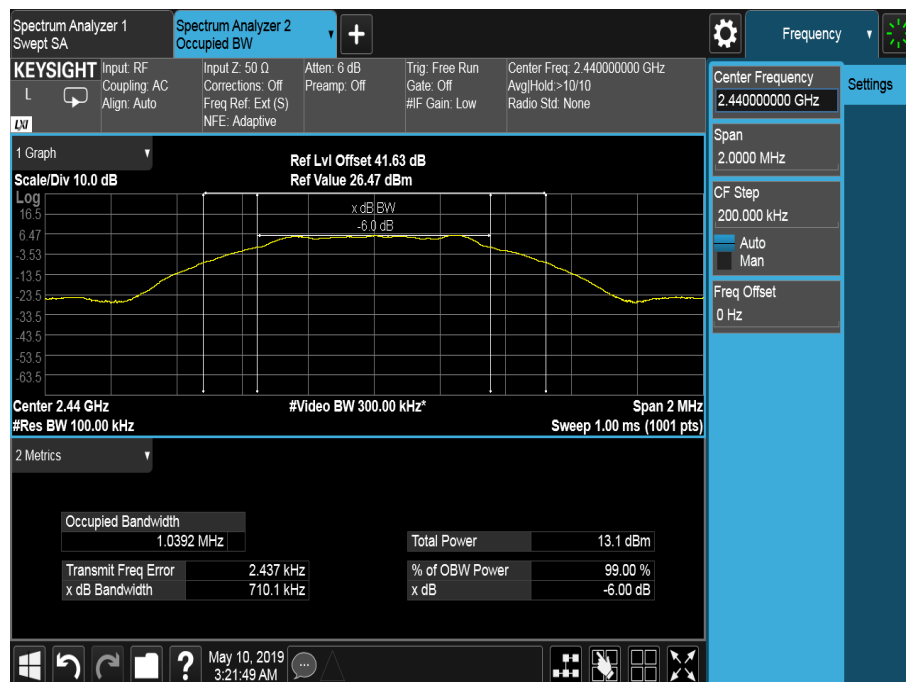 Spectrum Analyzer 1
Swept SA
Spectrum Analyzer 2
Occupied BW
Frequency
KEYSIGHT
L
LXI
Input: RF
Coupling: AC
Align: Auto
Input Z: 50 Ω
Corrections: Off
Freq Ref: Ext (S)
NFE: Adaptive
Atten: 6 dB
Preamp: Off
Trig: Free Run
Gate: Off
#IF Gain: Low
Center Freq: 2.440000000 GHz
Avg|Hold:>10/10
Radio Std: None
Center Frequency
2.440000000 GHz
Settings
Span
2.0000 MHz
CF Step
200.000 kHz
Auto
Man
Freq Offset
0 Hz
1 Graph
Scale/Div 10.0 dB
Ref Lvl Offset 41.63 dB
Ref Value 26.47 dBm
Log
x dB BW
-6.0 dB
16.5
6.47
-3.53
-13.5
-23.5
-33.5
-43.5
-53.5
-63.5
Center 2.44 GHz
#Video BW 300.00 kHz*
Span 2 MHz
#Res BW 100.00 kHz
Sweep 1.00 ms (1001 pts)
2 Metrics
Occupied Bandwidth
1.0392 MHz
Total Power 13.1 dBm
Transmit Freq Error 2.437 kHz
% of OBW Power 99.00 %
x dB Bandwidth 710.1 kHz
x dB -6.00 dB
?
May 10, 2019
3:21:49 AM